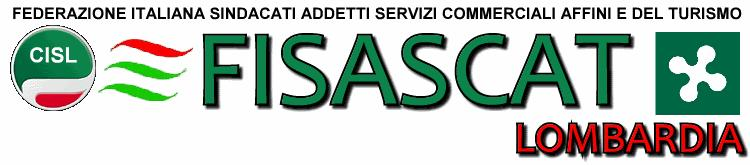 FEDERAZIONE ITALIANA SINDACATI ADDETTI SERVIZI COMMERCIALI AFFINI E DEL TURISMO
CISL
FISASCAT
LOMBARDIA